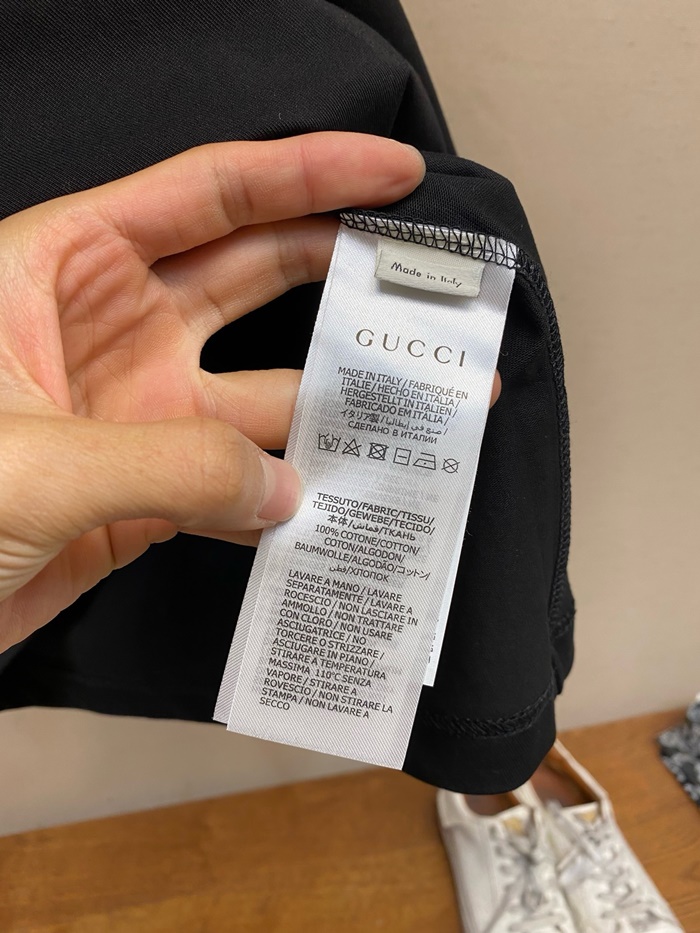 Made in Italy
GUCCI
MADE IN ITALY / FABRIQUÉ EN
ITALIE / HECHO EN ITALIA /
HERGESTELLT IN ITALIEN /
FABRICADO EM ITÁLIA /
イタリア製 / صنع في إيطاليا /
СДЕЛАНО В ИТАЛИИ
TESSUTO/FABRIC/TISSU/
TEJIDO/GEWEBE/TECIDO/
本体/قماش/ТКАНЬ
100% COTONE/COTTON/
COTON/ALGODON/
BAUMWOLLE/ALGODÃO/コットン/
قطن/ХЛОПОК
LAVARE A MANO / LAVARE
SEPARATAMENTE / LAVARE A
ROCESCIO / NON LASCIARE IN
AMMOLLO / NON TRATTARE
CON CLORO / NON USARE
ASCIUGATRICE / NO
TORCERE O STRIZZARE /
ASCIUGARE IN PIANO /
STIRARE A TEMPERATURA
MASSIMA 110°C SENZA
VAPORE / STIRARE A
ROVESCIO / NON STIRARE LA
STAMPA / NON LAVARE A
SECCO